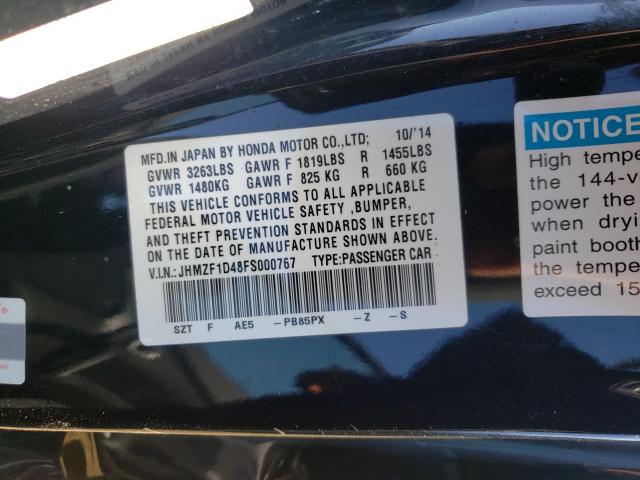 MFD.IN JAPAN BY HONDA MOTOR CO.,LTD; 10/'14
GVWR 3263LBS GAWR F 1819LBS R 1455LBS
GVWR 1480KG GAWR F 825 KG R 660 KG
THIS VEHICLE CONFORMS TO ALL APPLICABLE
FEDERAL MOTOR VEHICLE SAFETY ,BUMPER,
AND THEFT PREVENTION STANDARDS IN EFFECT
ON THE DATE OF MANUFACTURE SHOWN ABOVE.
V.I.N.: JHMZF1D48FS000767 TYPE:PASSENGER CAR
SZT F AE5 -PB85PX -Z -S
NOTICE
High tempe
the 144-v
power the
when dryi
paint booth
the tempe
exceed 15